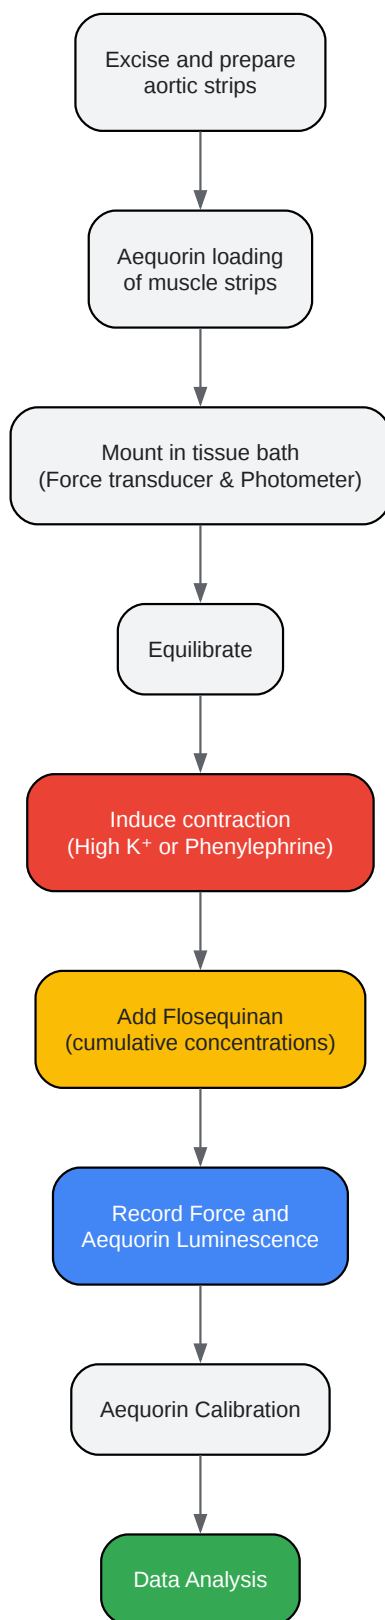 Excise and prepare
aortic strips
Aequorin loading
of muscle strips
Mount in tissue bath
(Force transducer & Photometer)
Equilibrate
Induce contraction
(High K⁺ or Phenylephrine)
Add Flosequinan
(cumulative concentrations)
Record Force and
Aequorin Luminescence
Aequorin Calibration
Data Analysis